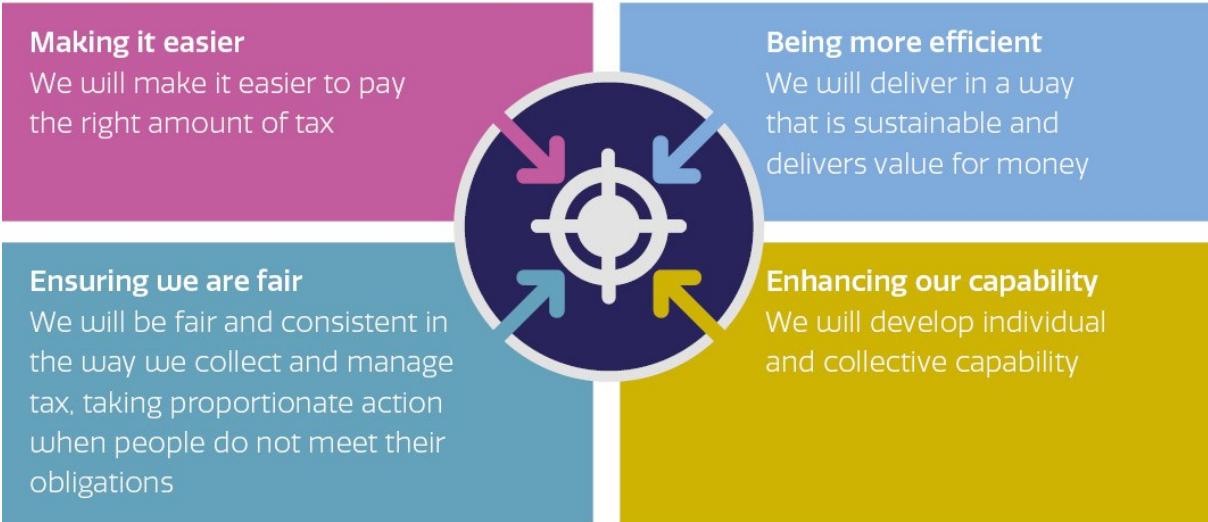 Making it easier
We will make it easier to pay
the right amount of tax
Being more efficient
We will deliver in a way
that is sustainable and
delivers value for money
Ensuring we are fair
We will be fair and consistent in
the way we collect and manage
tax, taking proportionate action
when people do not meet their
obligations
Enhancing our capability
We will develop individual
and collective capability